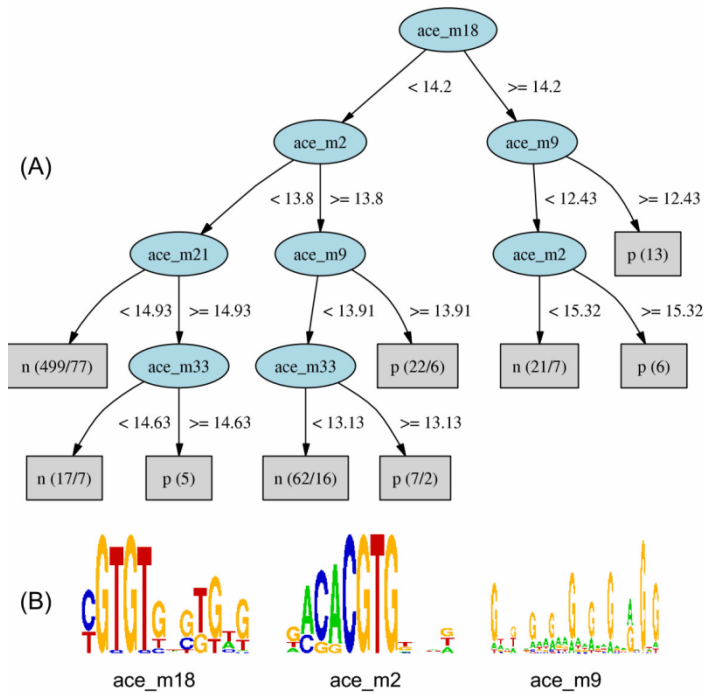 ace_m18
< 14.2
>= 14.2
(A)
ace_m2
ace_m9
< 13.8
>= 13.8
< 12.43
>= 12.43
ace_m21
ace_m9
ace_m2
p (13)
< 14.93
>= 14.93
< 13.91
>= 13.91
< 15.32
>= 15.32
n (499/77)
ace_m33
ace_m33
p (22/6)
n (21/7)
p (6)
< 14.63
>= 14.63
< 13.13
>= 13.13
n (17/7)
p (5)
n (62/16)
p (7/2)
(B)
ace_m18
ace_m2
ace_m9